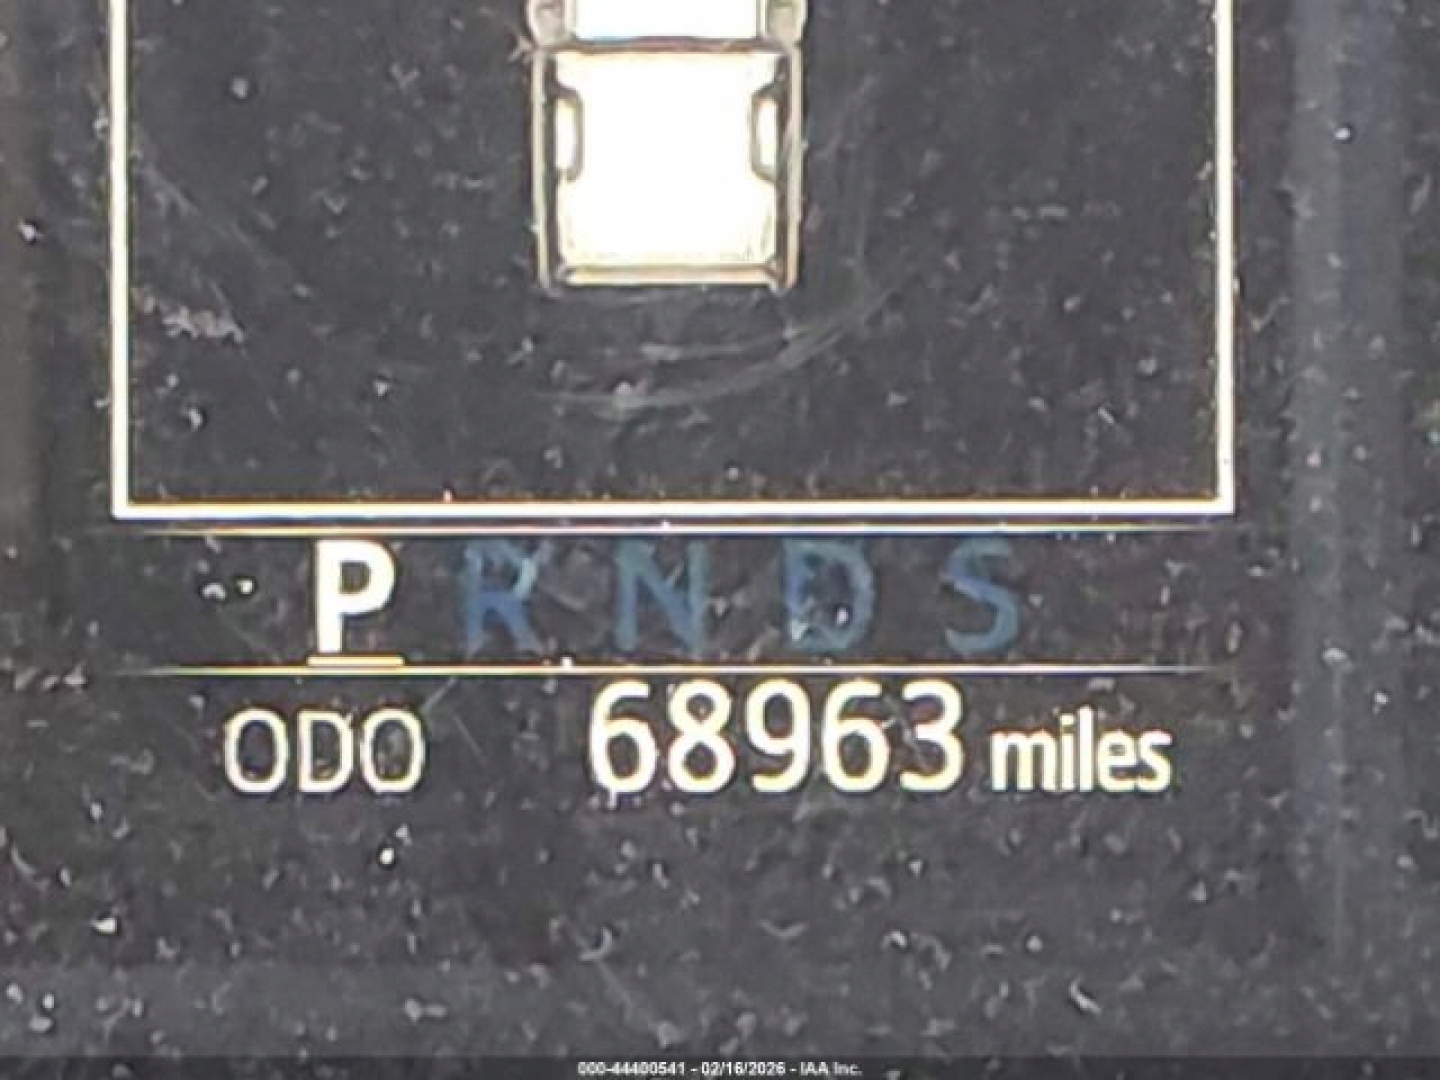 P R N D S
ODO 68963 miles
000-44400541 - 02/16/2026 - IAA Inc.